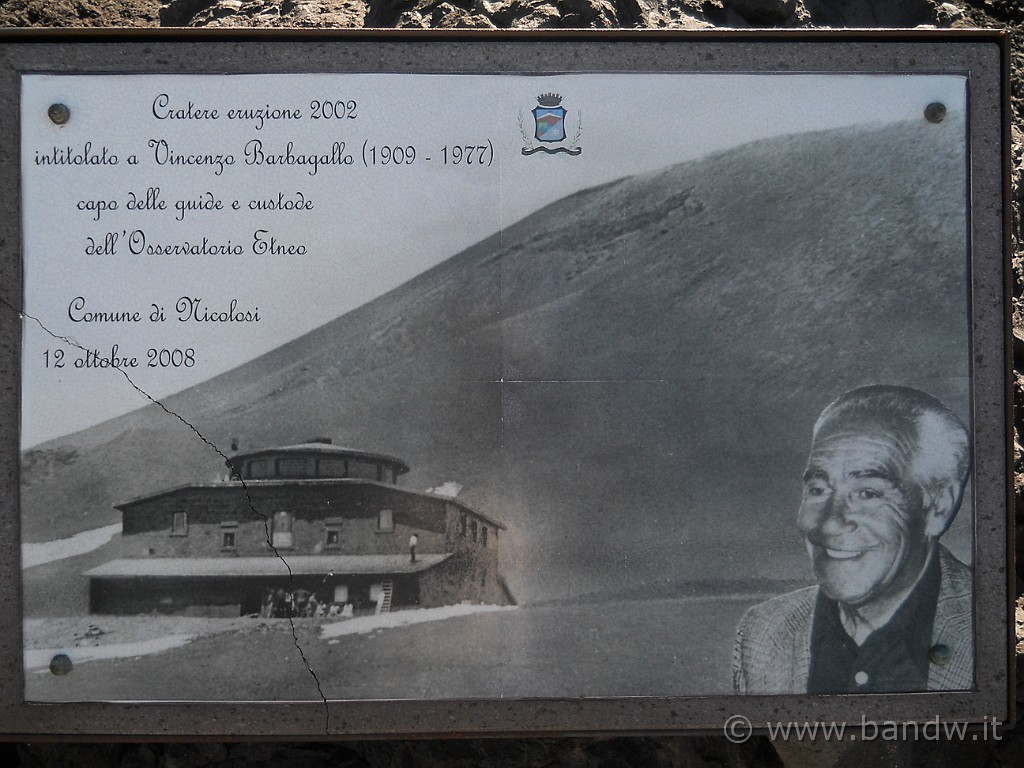 Cratere eruzione 2002
intitolato a Vincenzo Barbagallo (1909 - 1977)
capo delle guide e custode
dell'Osservatorio Etneo
Comune di Nicolosi
12 ottobre 2008
© www.bandw.it